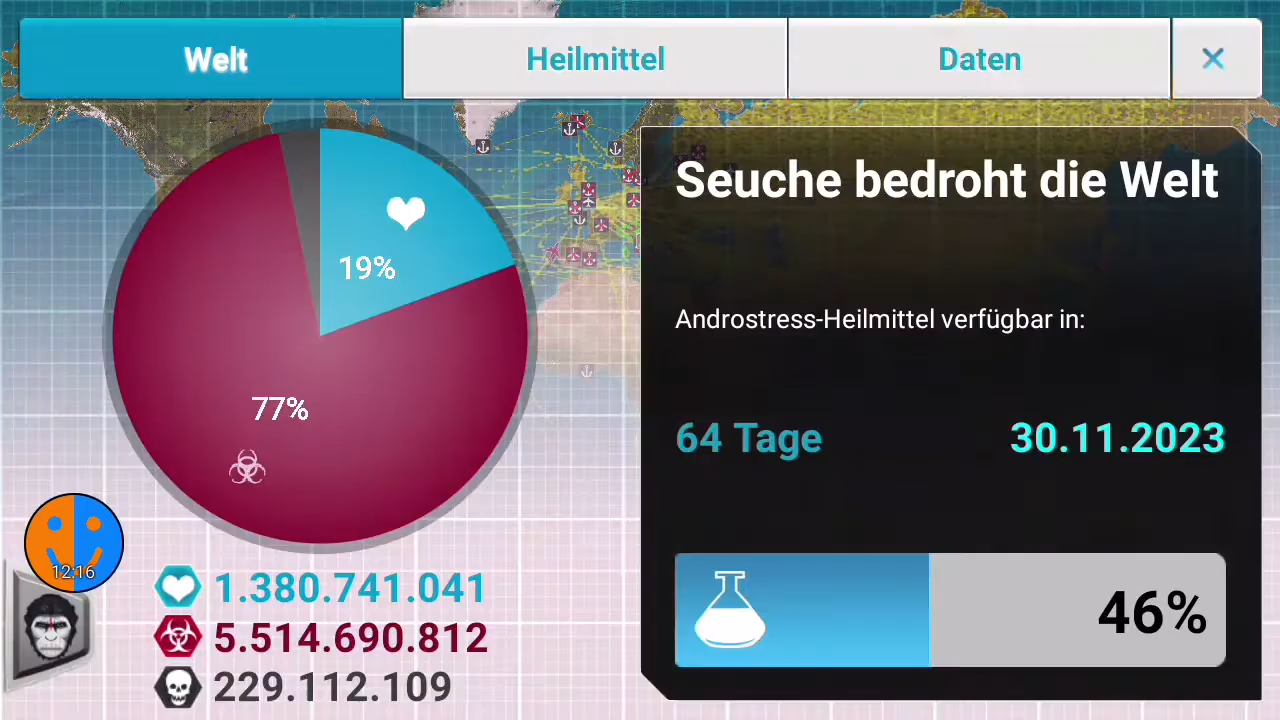 Welt
Heilmittel
Daten
×
19%
77%
12:16
1.380.741.041
5.514.690.812
229.112.109
Seuche bedroht die Welt
Androstress-Heilmittel verfügbar in:
64 Tage
30.11.2023
46%